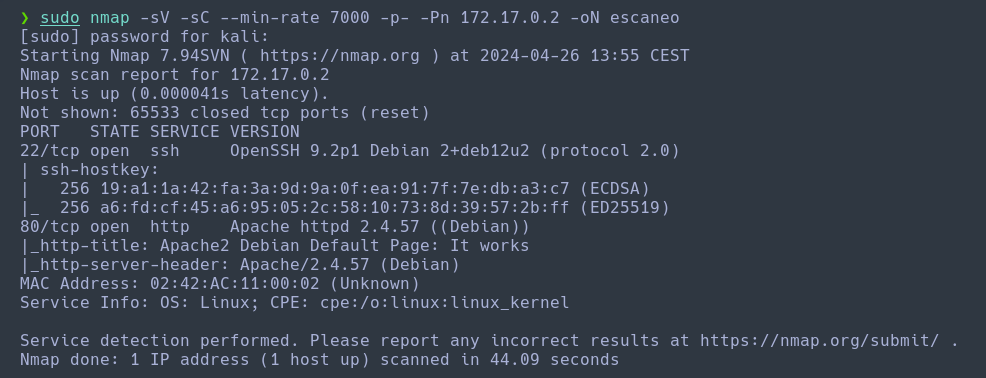 ❯ sudo nmap -sV -sC --min-rate 7000 -p- -Pn 172.17.0.2 -oN escaneo
[sudo] password for kali:
Starting Nmap 7.94SVN ( https://nmap.org ) at 2024-04-26 13:55 CEST
Nmap scan report for 172.17.0.2
Host is up (0.000041s latency).
Not shown: 65533 closed tcp ports (reset)
PORT   STATE SERVICE VERSION
22/tcp open  ssh     OpenSSH 9.2p1 Debian 2+deb12u2 (protocol 2.0)
| ssh-hostkey:
|   256 19:a1:1a:42:fa:3a:9d:9a:0f:ea:91:7f:7e:db:a3:c7 (ECDSA)
|_  256 a6:fd:cf:45:a6:95:05:2c:58:10:73:8d:39:57:2b:ff (ED25519)
80/tcp open  http    Apache httpd 2.4.57 ((Debian))
|_http-title: Apache2 Debian Default Page: It works
|_http-server-header: Apache/2.4.57 (Debian)
MAC Address: 02:42:AC:11:00:02 (Unknown)
Service Info: OS: Linux; CPE: cpe:/o:linux:linux_kernel

Service detection performed. Please report any incorrect results at https://nmap.org/submit/ .
Nmap done: 1 IP address (1 host up) scanned in 44.09 seconds